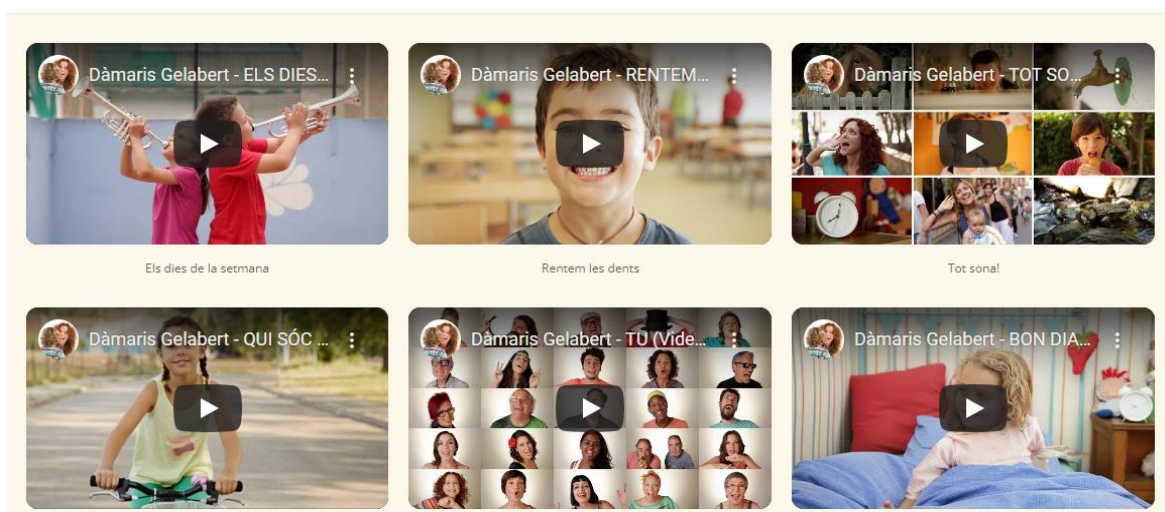 Dàmaris Gelabert - ELS DIES...
Dàmaris Gelabert - RENTEM...
Dàmaris Gelabert - TOT SO...
Els dies de la setmana
Rentem les dents
Tot sona!
Dàmaris Gelabert - QUI SÓC ...
Dàmaris Gelabert - TU (Vide...
Dàmaris Gelabert - BON DIA...